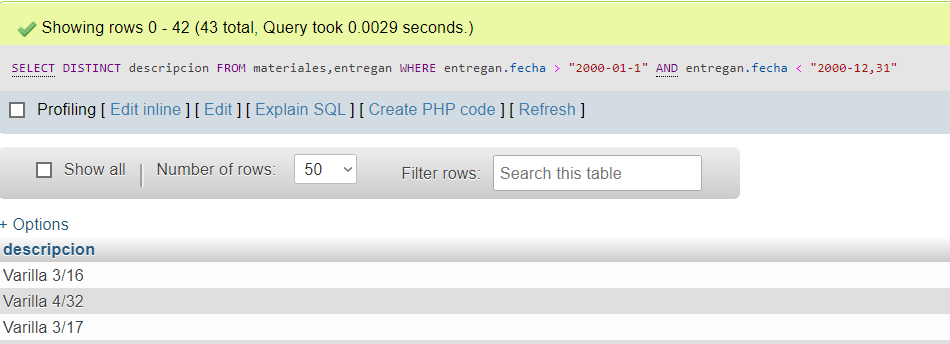 Showing rows 0 - 42 (43 total, Query took 0.0029 seconds.)
SELECT DISTINCT descripcion FROM materiales,entregan WHERE entregan.fecha > "2000-01-1" AND entregan.fecha < "2000-12,31"
Profiling [ Edit inline ] [ Edit ] [ Explain SQL ] [ Create PHP code ] [ Refresh ]
Show all | Number of rows: 50 Filter rows: Search this table
+ Options
descripcion
Varilla 3/16
Varilla 4/32
Varilla 3/17